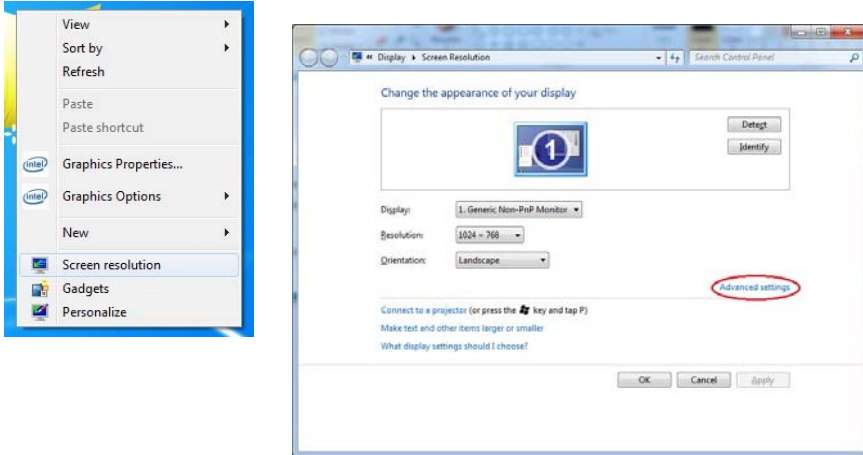 View
Sort by
Refresh
Paste
Paste shortcut
intel Graphics Properties...
intel Graphics Options
New
Screen resolution
Gadgets
Personalize
« Display ▸ Screen Resolution
Search Control Panel
Change the appearance of your display
1
Detect
Identify
Display: 1. Generic Non-PnP Monitor
Resolution: 1024 × 768
Orientation: Landscape
Advanced settings
Connect to a projector (or press the key and tap P)
Make text and other items larger or smaller
What display settings should I choose?
OK Cancel Apply